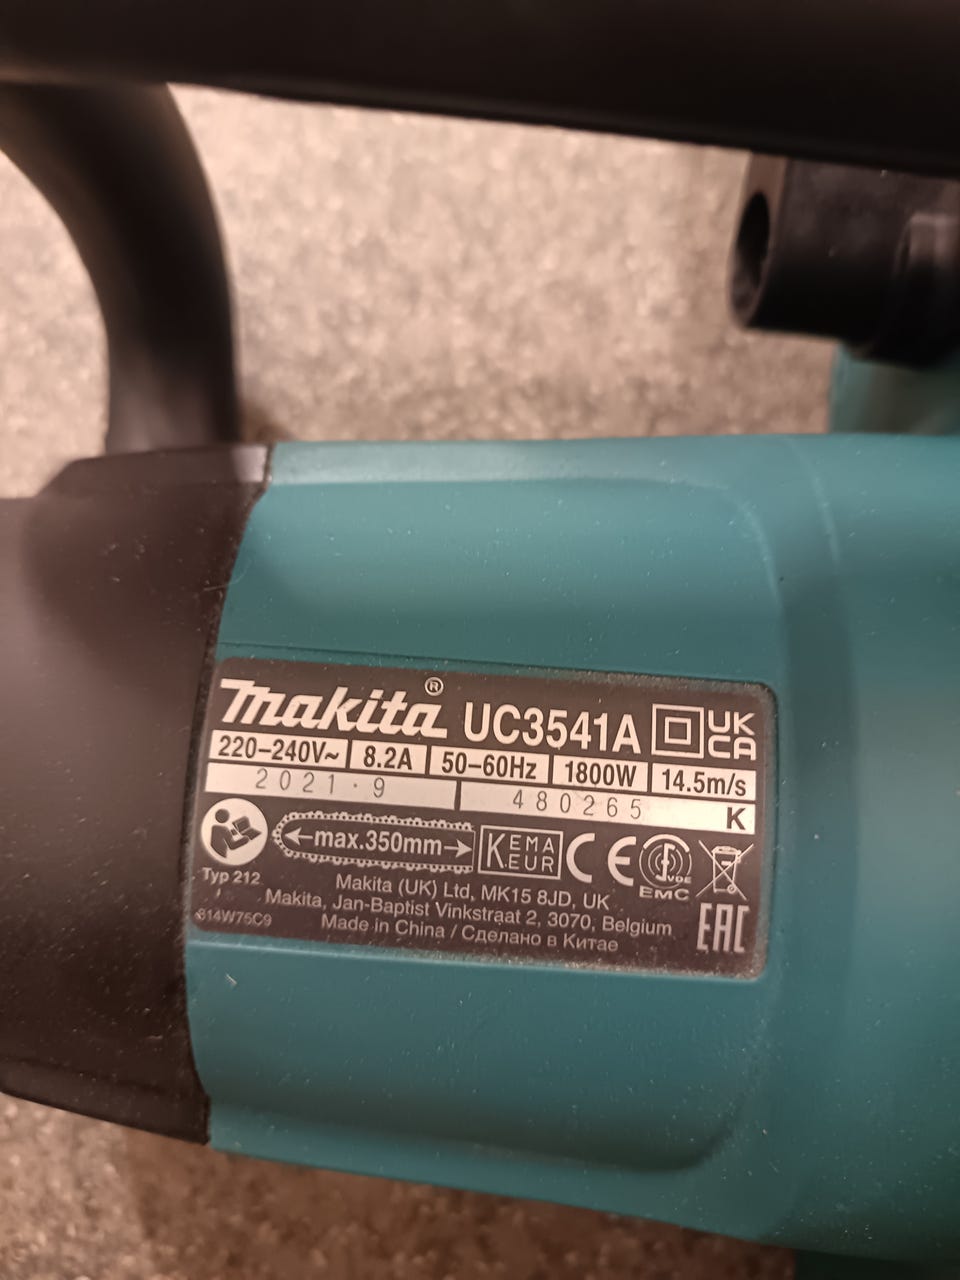 makita® UC3541A UK CA
220-240V~ 8.2A 50-60Hz 1800W 14.5m/s
2021.9 480265 K
max.350mm KEMA KEUR CE VDE EMC
Typ 212
Makita (UK) Ltd, MK15 8JD, UK
Makita, Jan-Baptist Vinkstraat 2, 3070, Belgium
814W75C9 Made in China / Сделано в Китае EAC